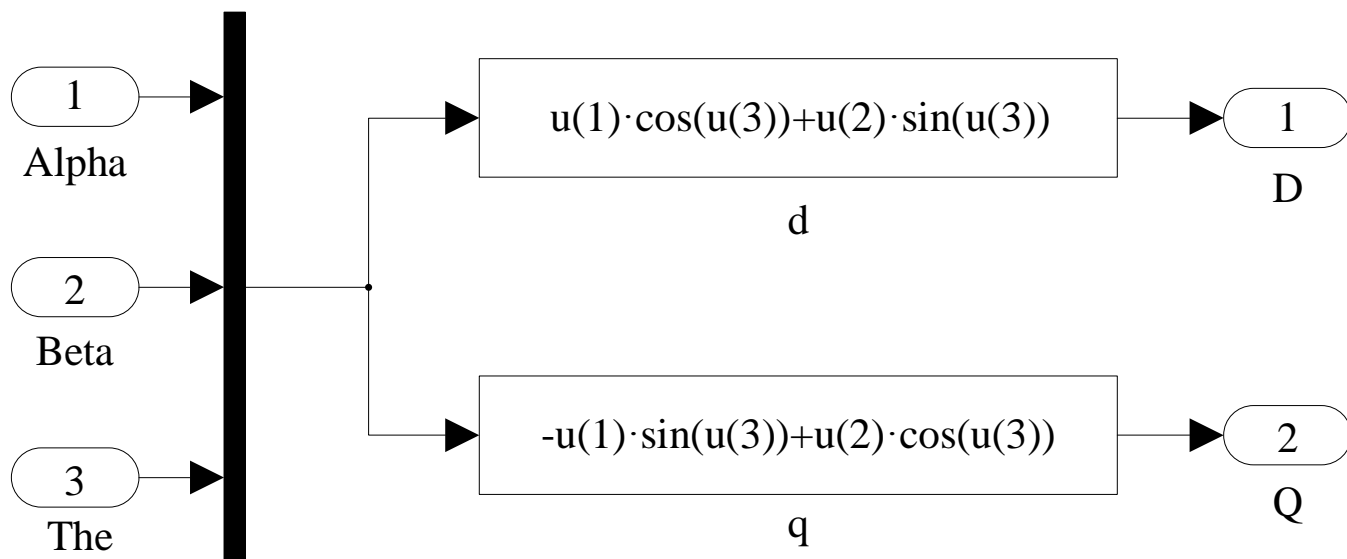 1
Alpha
2
Beta
3
The
u(1)·cos(u(3))+u(2)·sin(u(3))
d
-u(1)·sin(u(3))+u(2)·cos(u(3))
q
1
D
2
Q